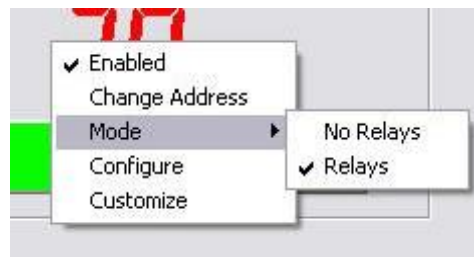 Enabled
Change Address
Mode
No Relays
Relays
Configure
Customize